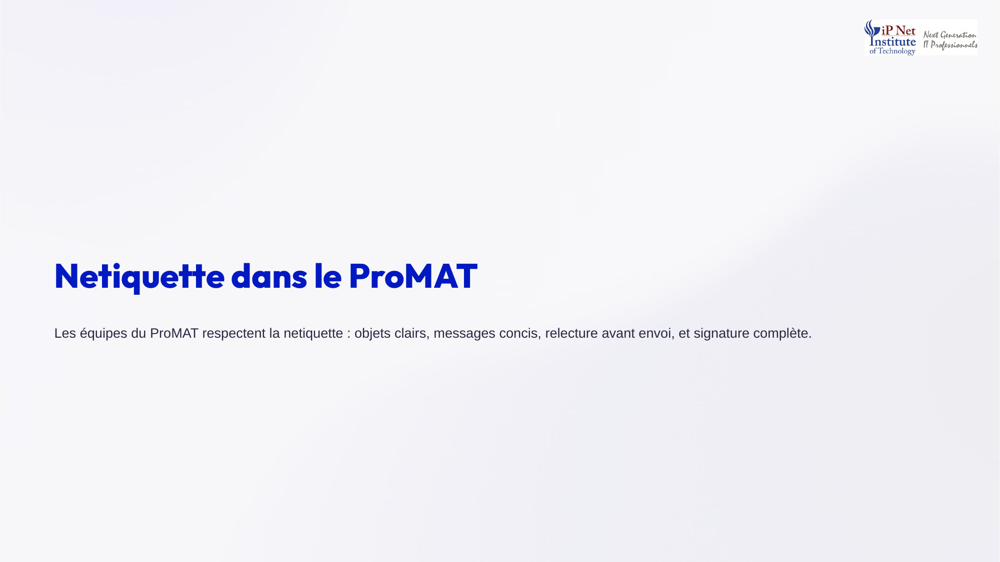 iP Net
Institute
of Technology
Next Generation
IT Professionnels
Netiquette dans le ProMAT
Les équipes du ProMAT respectent la netiquette : objets clairs, messages concis, relecture avant envoi, et signature complète.